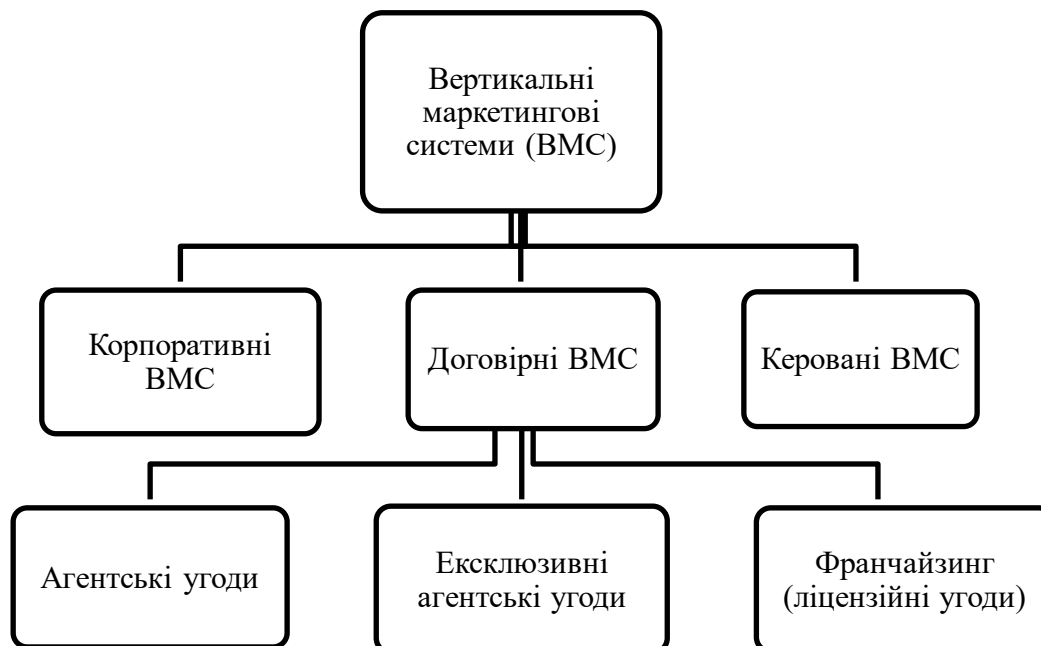 Вертикальні
маркетингові
системи (ВМС)
Корпоративні
ВМС
Договірні ВМС
Керовані ВМС
Агентські угоди
Ексклюзивні
агентські угоди
Франчайзинг
(ліцензійні угоди)